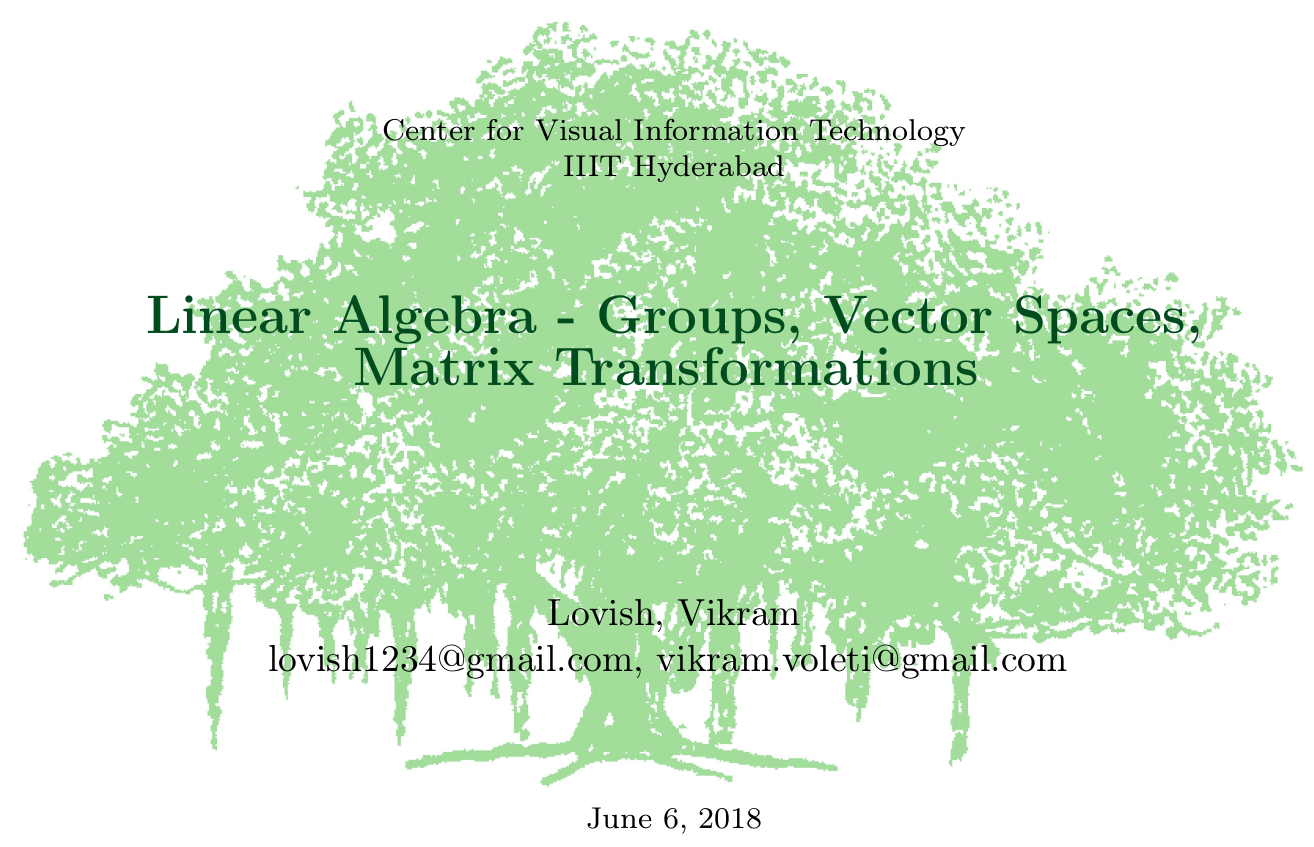 Center for Visual Information Technology
IIIT Hyderabad
Linear Algebra - Groups, Vector Spaces,
Matrix Transformations
Lovish, Vikram
lovish1234@gmail.com, vikram.voleti@gmail.com
June 6, 2018